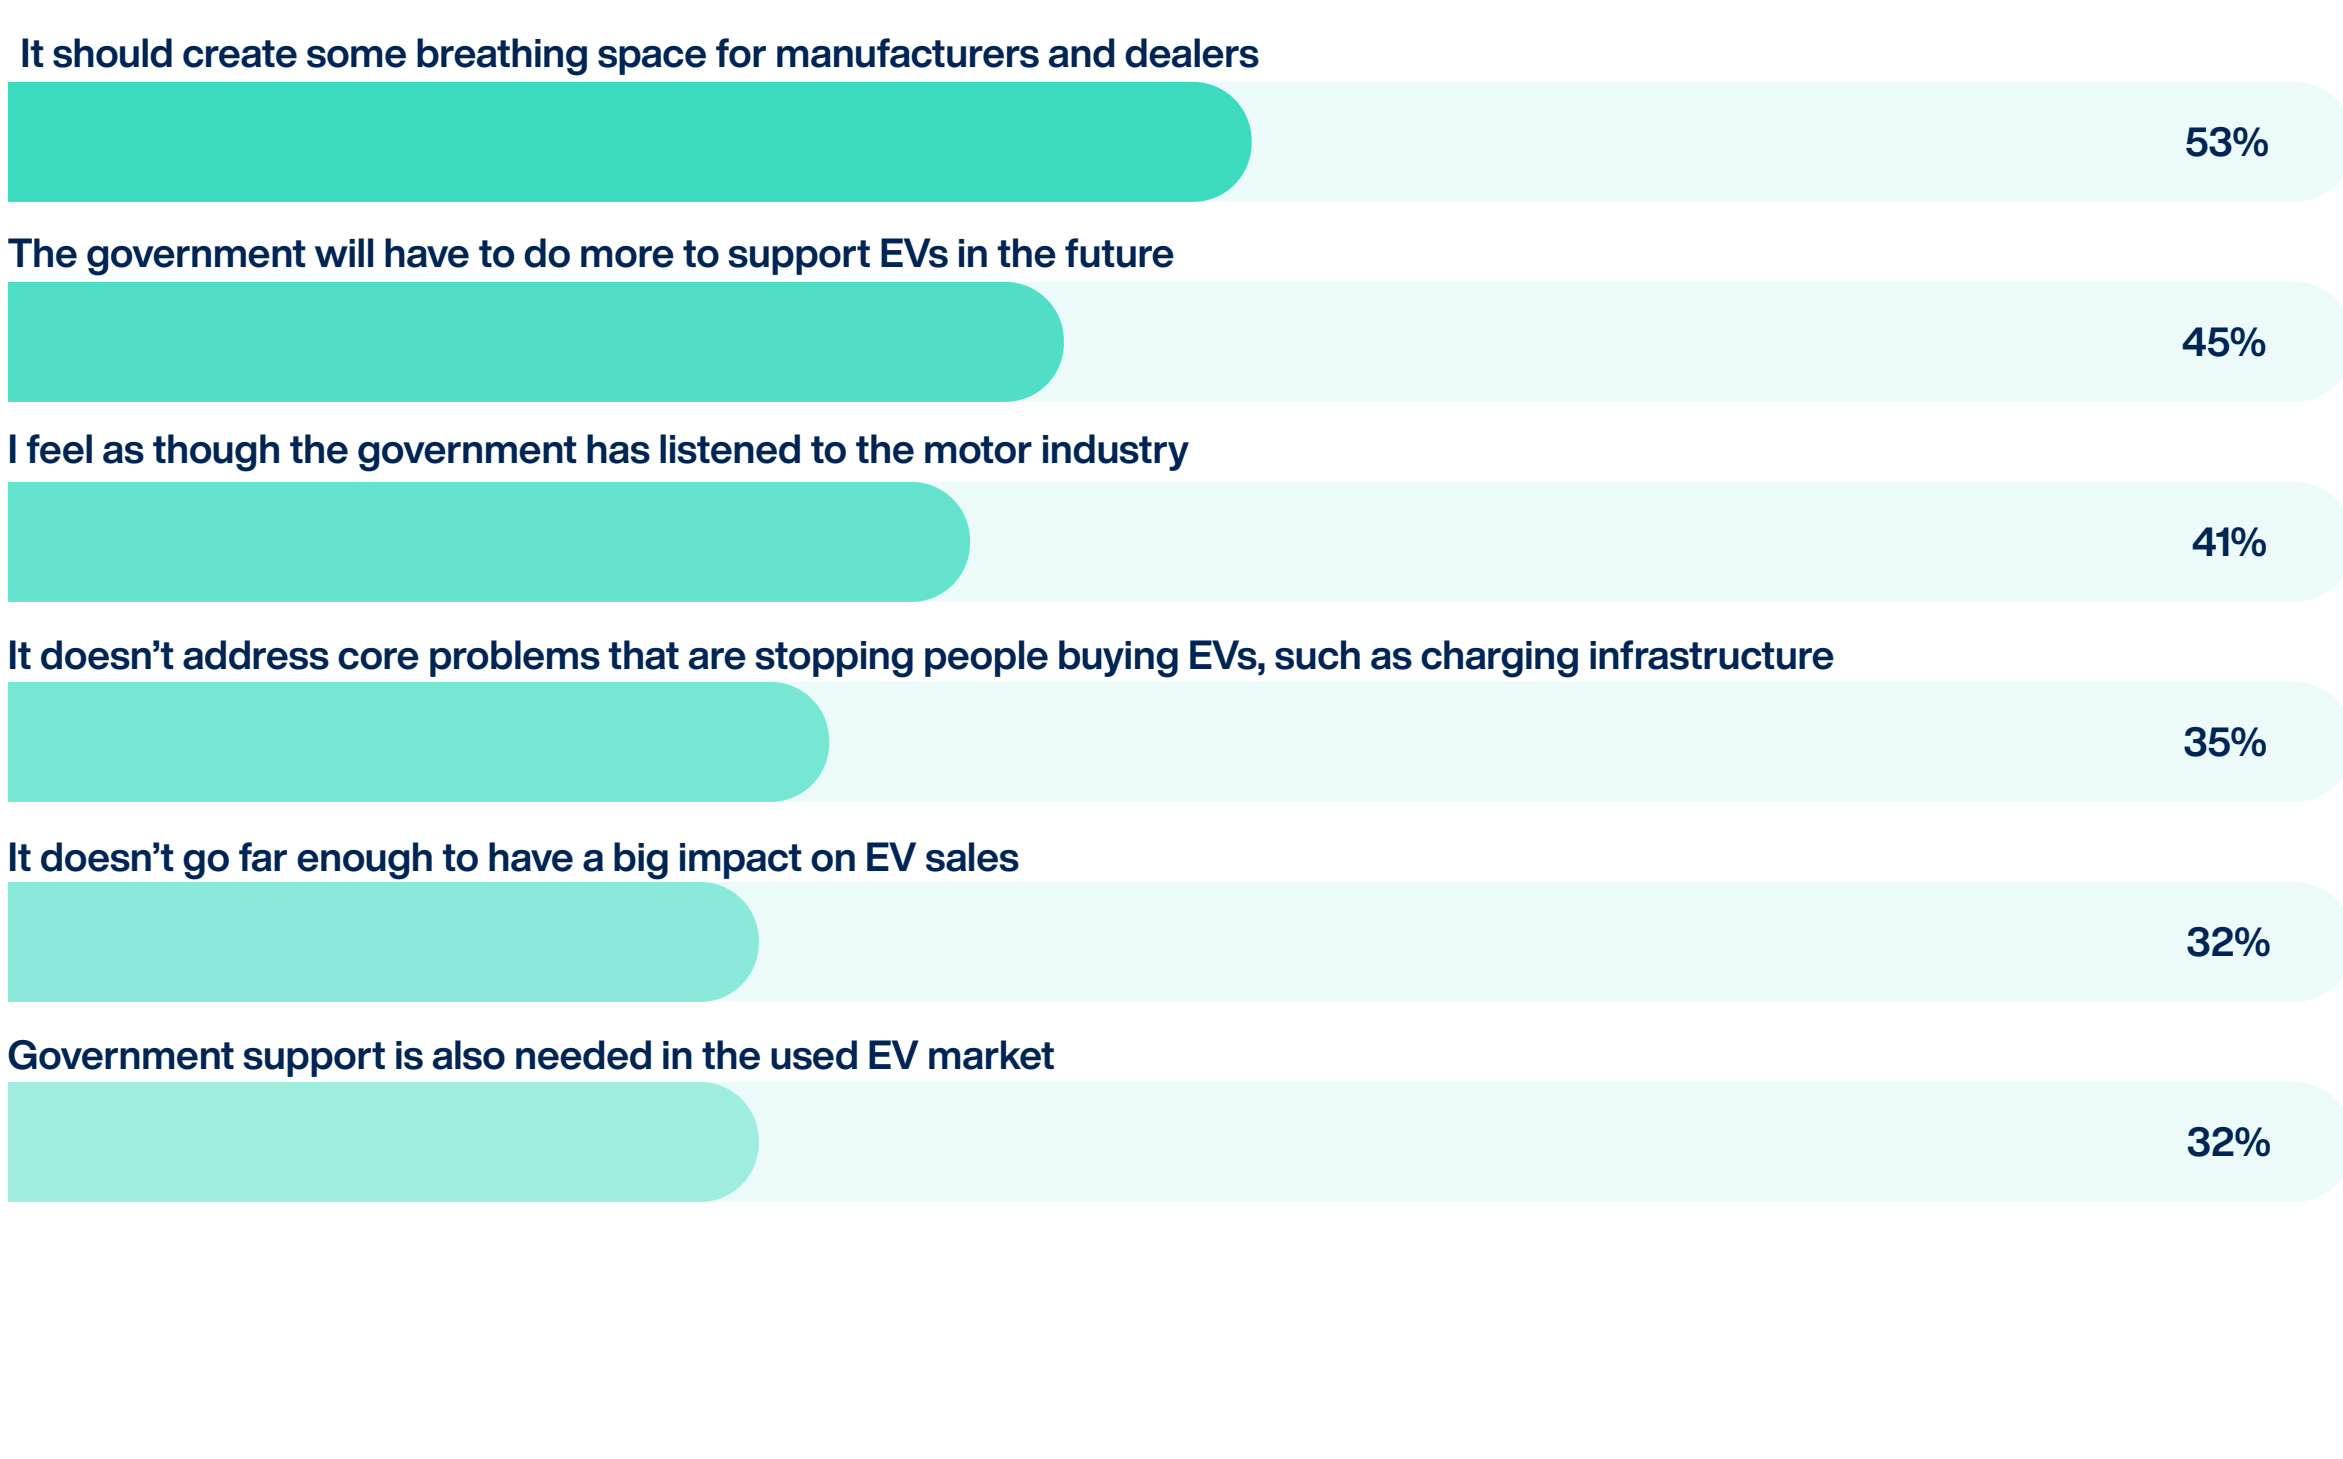 It should create some breathing space for manufacturers and dealers
53%
The government will have to do more to support EVs in the future
45%
I feel as though the government has listened to the motor industry
41%
It doesn’t address core problems that are stopping people buying EVs, such as charging infrastructure
35%
It doesn’t go far enough to have a big impact on EV sales
32%
Government support is also needed in the used EV market
32%